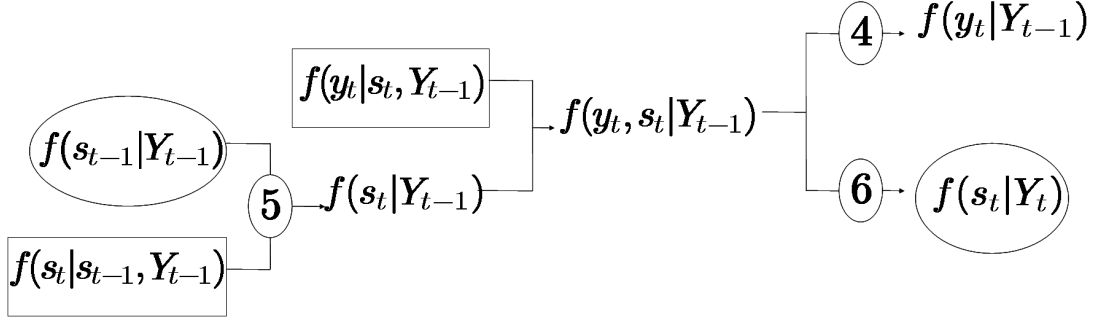 4
f(y_t|Y_{t-1})
f(y_t|s_t, Y_{t-1})
f(y_t, s_t|Y_{t-1})
f(s_{t-1}|Y_{t-1})
5
f(s_t|Y_{t-1})
6
f(s_t|Y_t)
f(s_t|s_{t-1}, Y_{t-1})